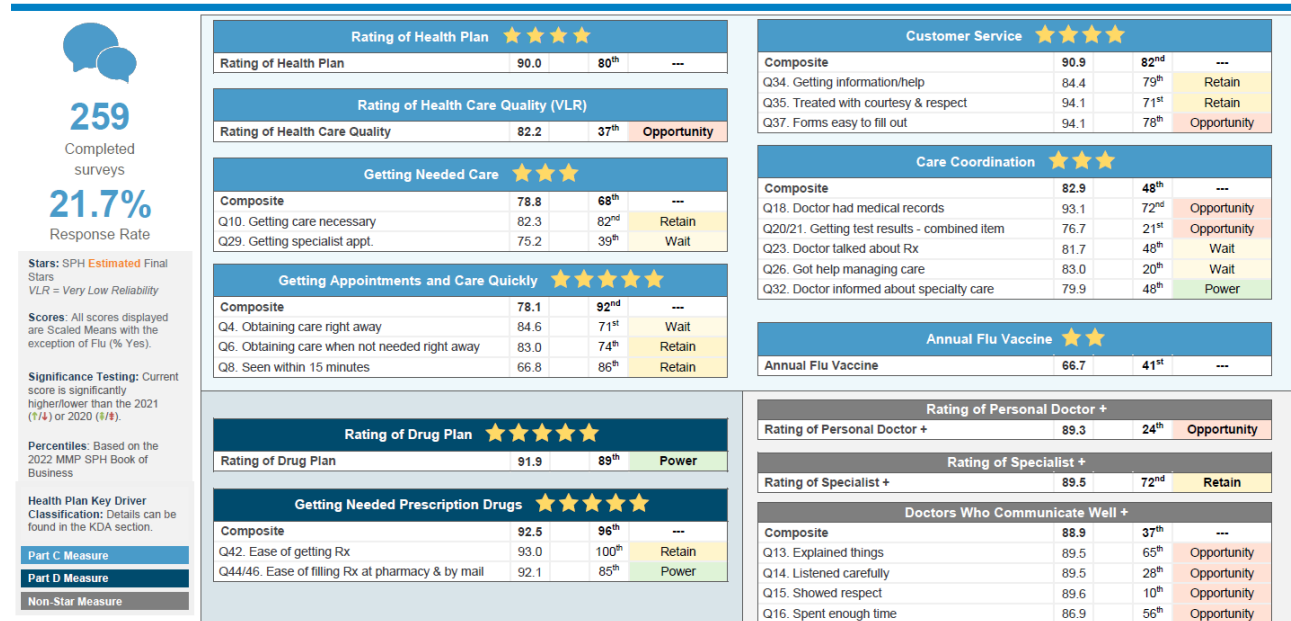 259
Completed
surveys
21.7%
Response Rate
Stars: SPH Estimated Final
Stars
VLR = Very Low Reliability
Scores: All scores displayed
are Scaled Means with the
exception of Flu (% Yes).
Significance Testing: Current
score is significantly
higher/lower than the 2021
(↑/↓) or 2020 (⇞/⇟).
Percentiles: Based on the
2022 MMP SPH Book of
Business
Health Plan Key Driver
Classification: Details can be
found in the KDA section.
Part C Measure
Part D Measure
Non-Star Measure
Rating of Health Plan
Rating of Health Plan 90.0 80th ---
Rating of Health Care Quality (VLR)
Rating of Health Care Quality 82.2 37th Opportunity
Getting Needed Care
Composite 78.8 68th ---
Q10. Getting care necessary 82.3 82nd Retain
Q29. Getting specialist appt. 75.2 39th Wait
Getting Appointments and Care Quickly
Composite 78.1 92nd ---
Q4. Obtaining care right away 84.6 71st Wait
Q6. Obtaining care when not needed right away 83.0 74th Retain
Q8. Seen within 15 minutes 66.8 86th Retain
Rating of Drug Plan
Rating of Drug Plan 91.9 89th Power
Getting Needed Prescription Drugs
Composite 92.5 96th ---
Q42. Ease of getting Rx 93.0 100th Retain
Q44/46. Ease of filling Rx at pharmacy & by mail 92.1 85th Power
Customer Service
Composite 90.9 82nd ---
Q34. Getting information/help 84.4 79th Retain
Q35. Treated with courtesy & respect 94.1 71st Retain
Q37. Forms easy to fill out 94.1 78th Opportunity
Care Coordination
Composite 82.9 48th ---
Q18. Doctor had medical records 93.1 72nd Opportunity
Q20/21. Getting test results - combined item 76.7 21st Opportunity
Q23. Doctor talked about Rx 81.7 48th Wait
Q26. Got help managing care 83.0 20th Wait
Q32. Doctor informed about specialty care 79.9 48th Power
Annual Flu Vaccine
Annual Flu Vaccine 66.7 41st ---
Rating of Personal Doctor +
Rating of Personal Doctor + 89.3 24th Opportunity
Rating of Specialist +
Rating of Specialist + 89.5 72nd Retain
Doctors Who Communicate Well +
Composite 88.9 37th ---
Q13. Explained things 89.5 65th Opportunity
Q14. Listened carefully 89.5 28th Opportunity
Q15. Showed respect 89.6 10th Opportunity
Q16. Spent enough time 86.9 56th Opportunity